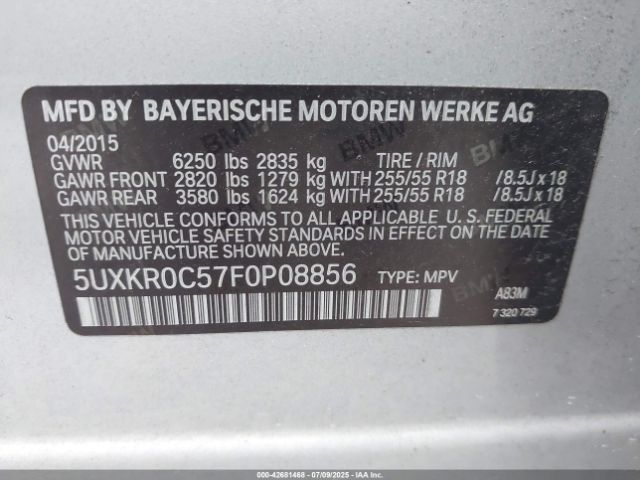 MFD BY BAYERISCHE MOTOREN WERKE AG
04/2015
GVWR 6250 lbs 2835 kg TIRE / RIM
GAWR FRONT 2820 lbs 1279 kg WITH 255/55 R18 /8.5J x 18
GAWR REAR 3580 lbs 1624 kg WITH 255/55 R18 /8.5J x 18
THIS VEHICLE CONFORMS TO ALL APPLICABLE U. S. FEDERAL
MOTOR VEHICLE SAFETY STANDARDS IN EFFECT ON THE DATE
OF MANUFACTURE SHOWN ABOVE.
5UXKR0C57F0P08856 TYPE: MPV
A83M
7 320 729
000-42681468 | 07/09/2025 | IAAI.COM